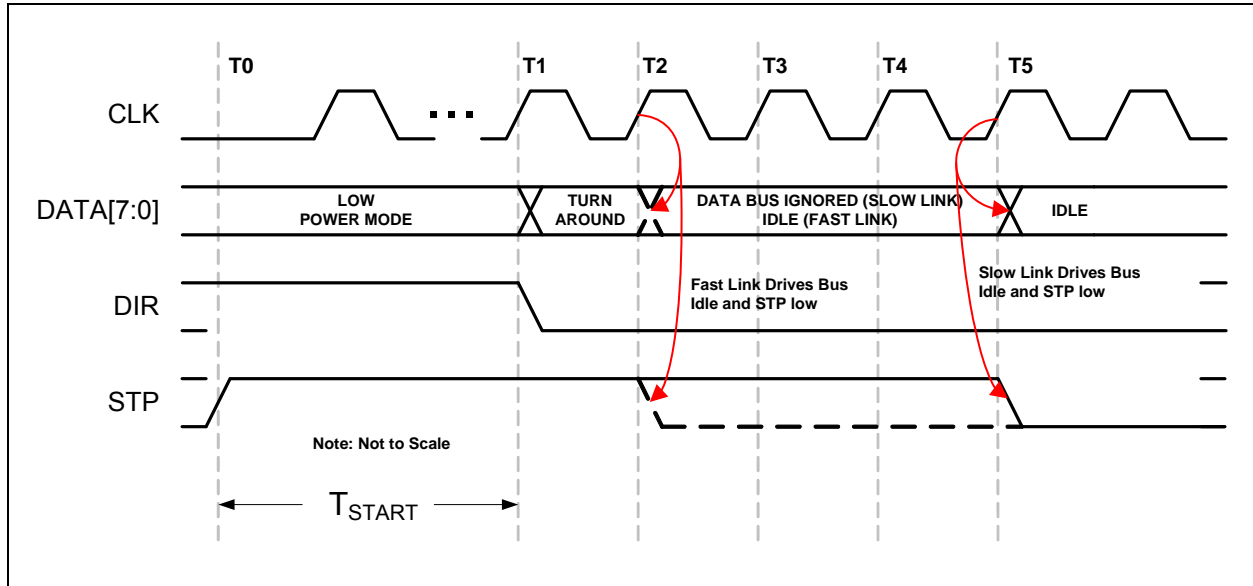 T0 T1 T2 T3 T4 T5
CLK
DATA[7:0]
LOW
POWER MODE
TURN
AROUND
DATA BUS IGNORED (SLOW LINK)
IDLE (FAST LINK)
IDLE
DIR
Fast Link Drives Bus
Idle and STP low
Slow Link Drives Bus
Idle and STP low
STP
Note: Not to Scale
TSTART